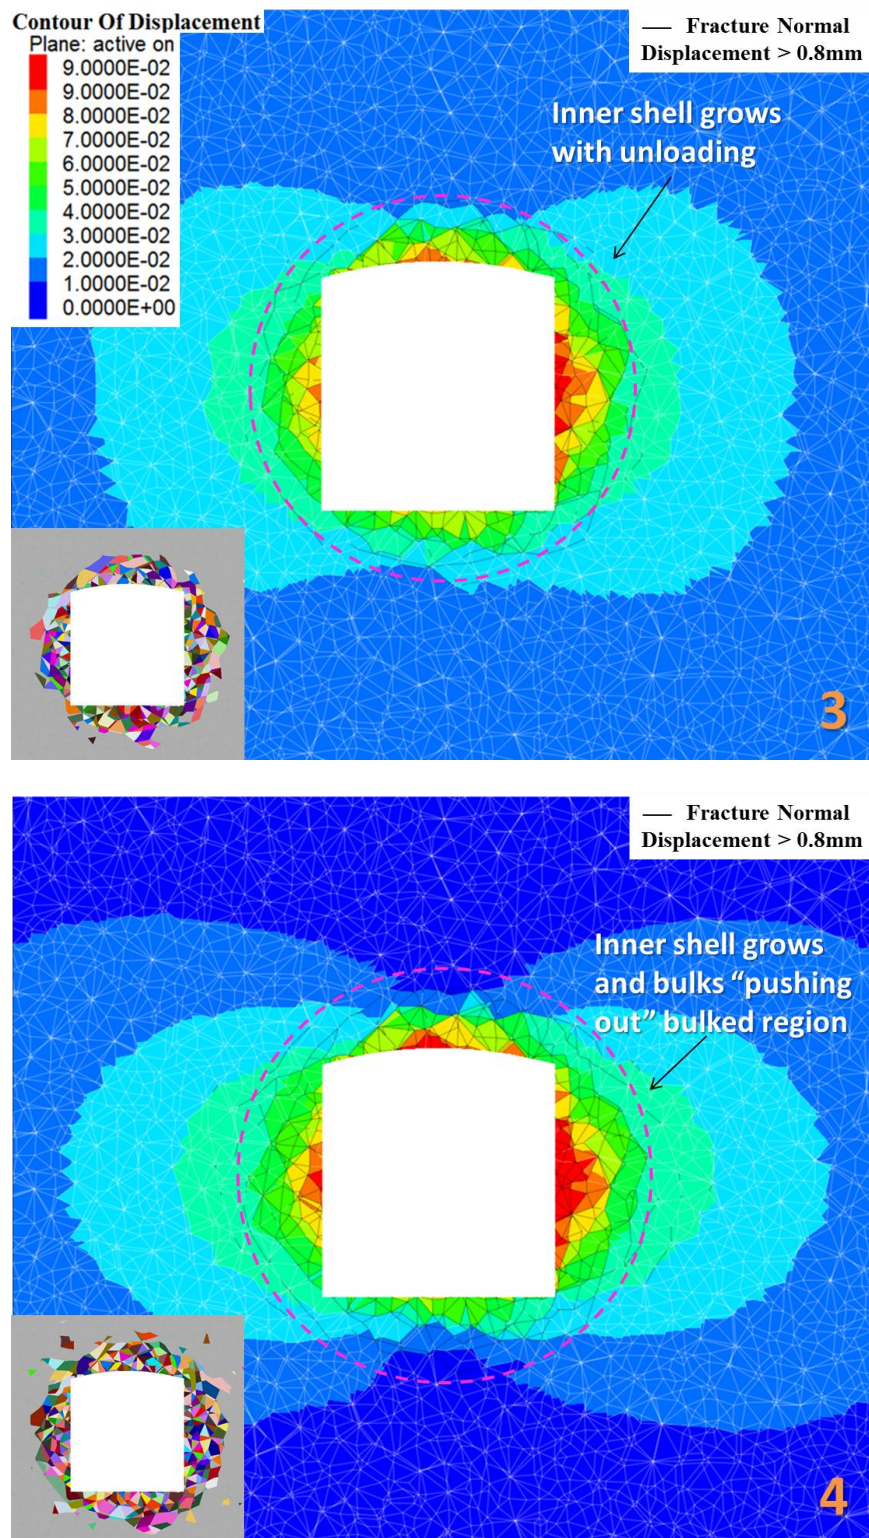 Contour Of Displacement
Plane: active on
9.0000E-02
9.0000E-02
8.0000E-02
7.0000E-02
6.0000E-02
5.0000E-02
4.0000E-02
3.0000E-02
2.0000E-02
1.0000E-02
0.0000E+00
— Fracture Normal
Displacement > 0.8mm
Inner shell grows
with unloading
3
— Fracture Normal
Displacement > 0.8mm
Inner shell grows
and bulks “pushing
out” bulked region
4